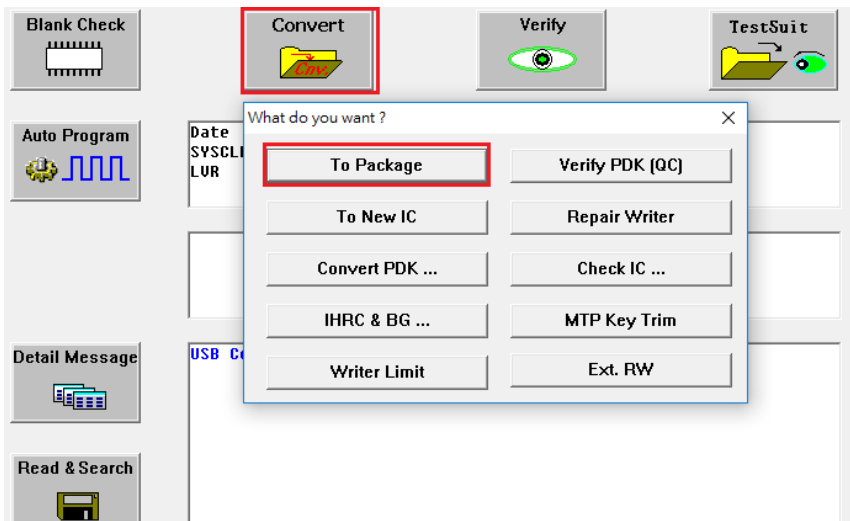 Blank Check
Convert
Verify
TestSuit
Cnv.
What do you want ?
Auto Program
Date
LVR
To Package
Verify PDK (QC)
To New IC
Repair Writer
Convert PDK ...
Check IC ...
IHRC & BG ...
MTP Key Trim
Writer Limit
Ext. RW
Detail Message
USB
Read & Search